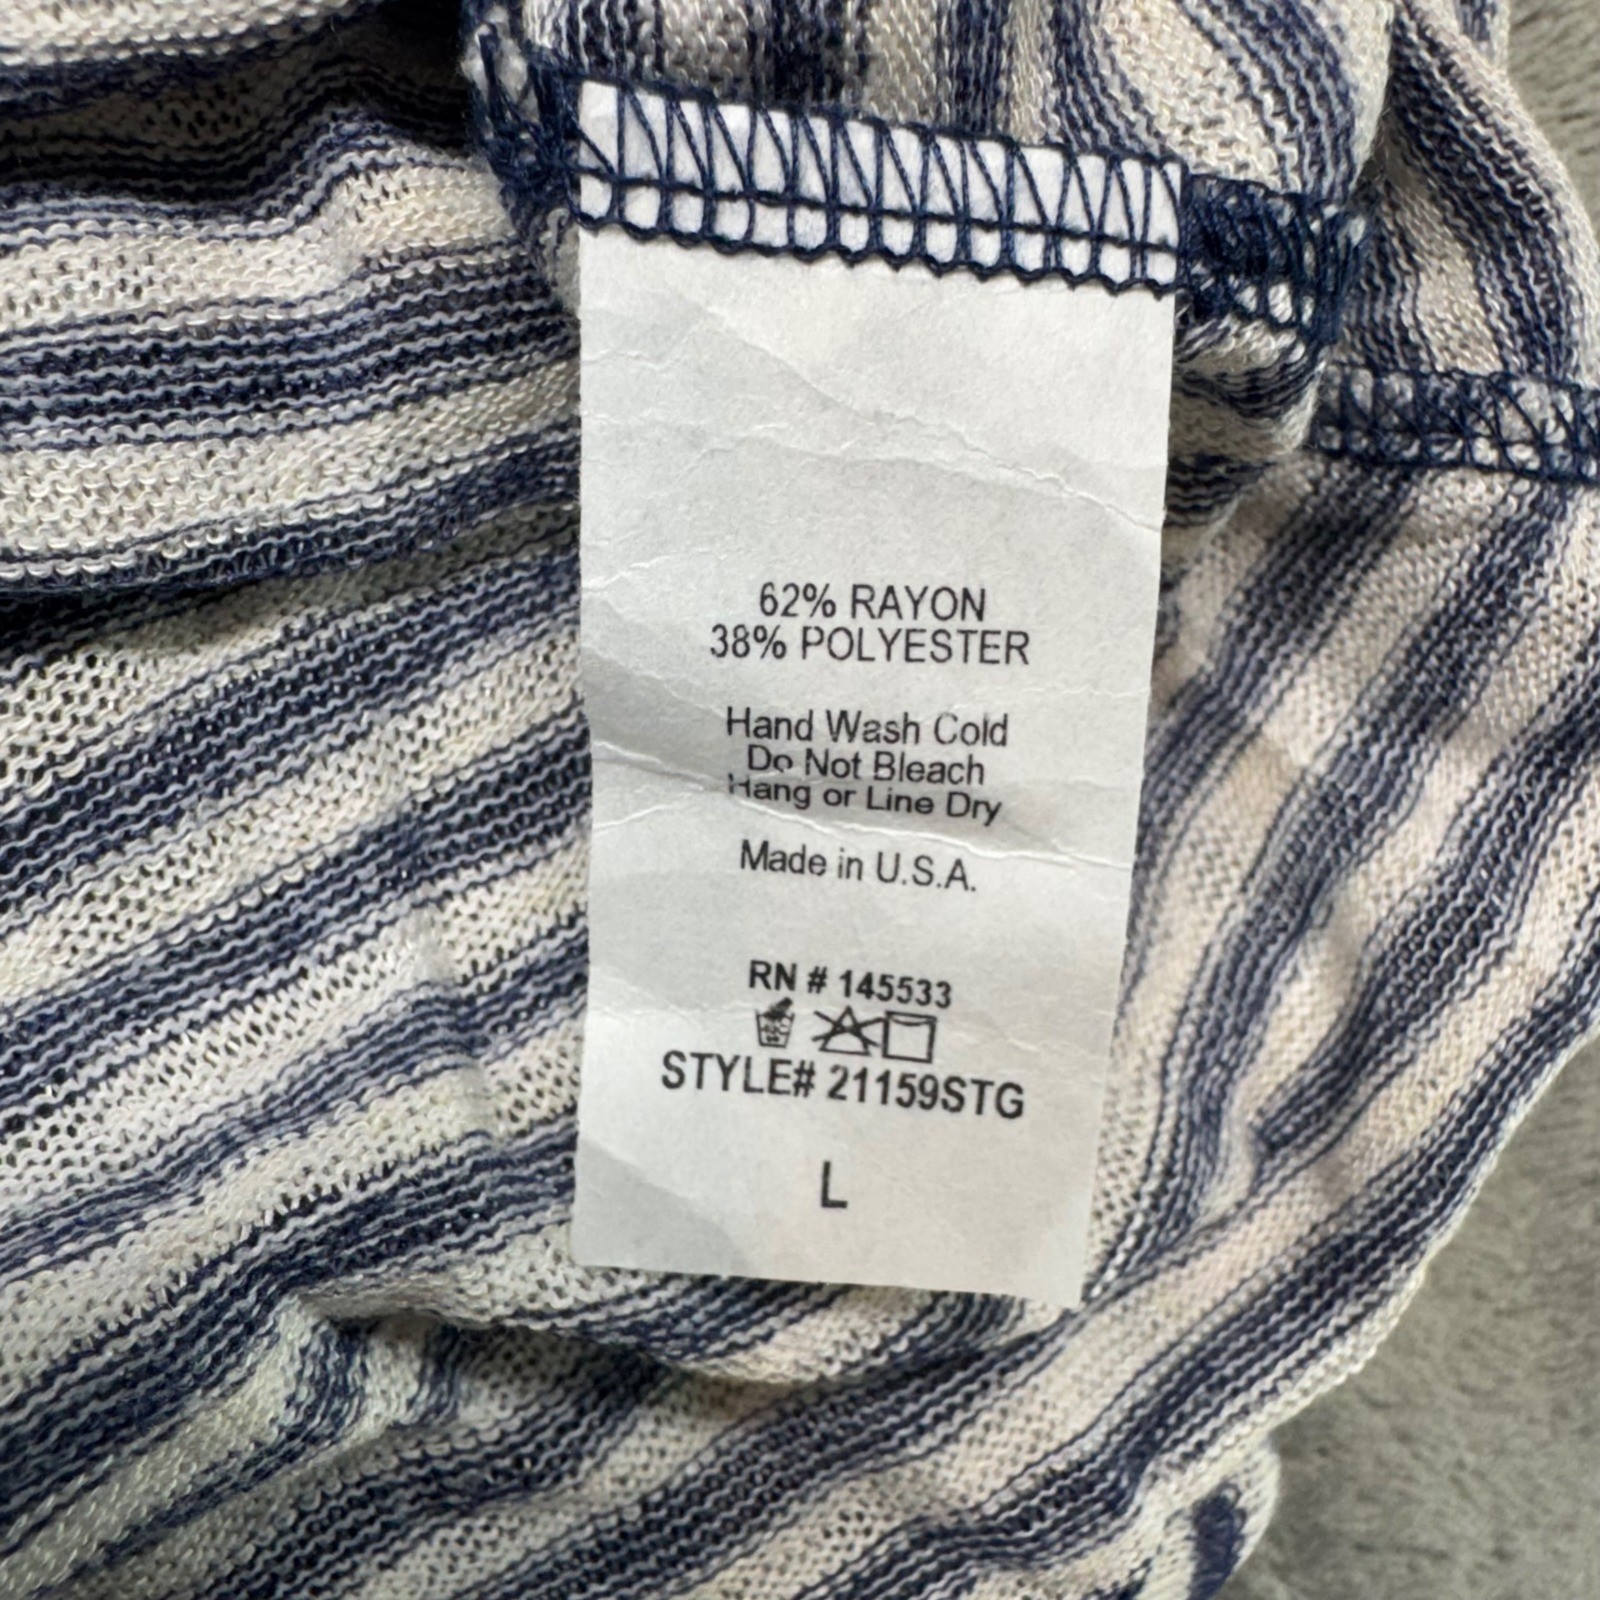 62% RAYON
38% POLYESTER
Hand Wash Cold
Do Not Bleach
Hang or Line Dry
Made in U.S.A.
RN # 145533
STYLE# 21159STG
L